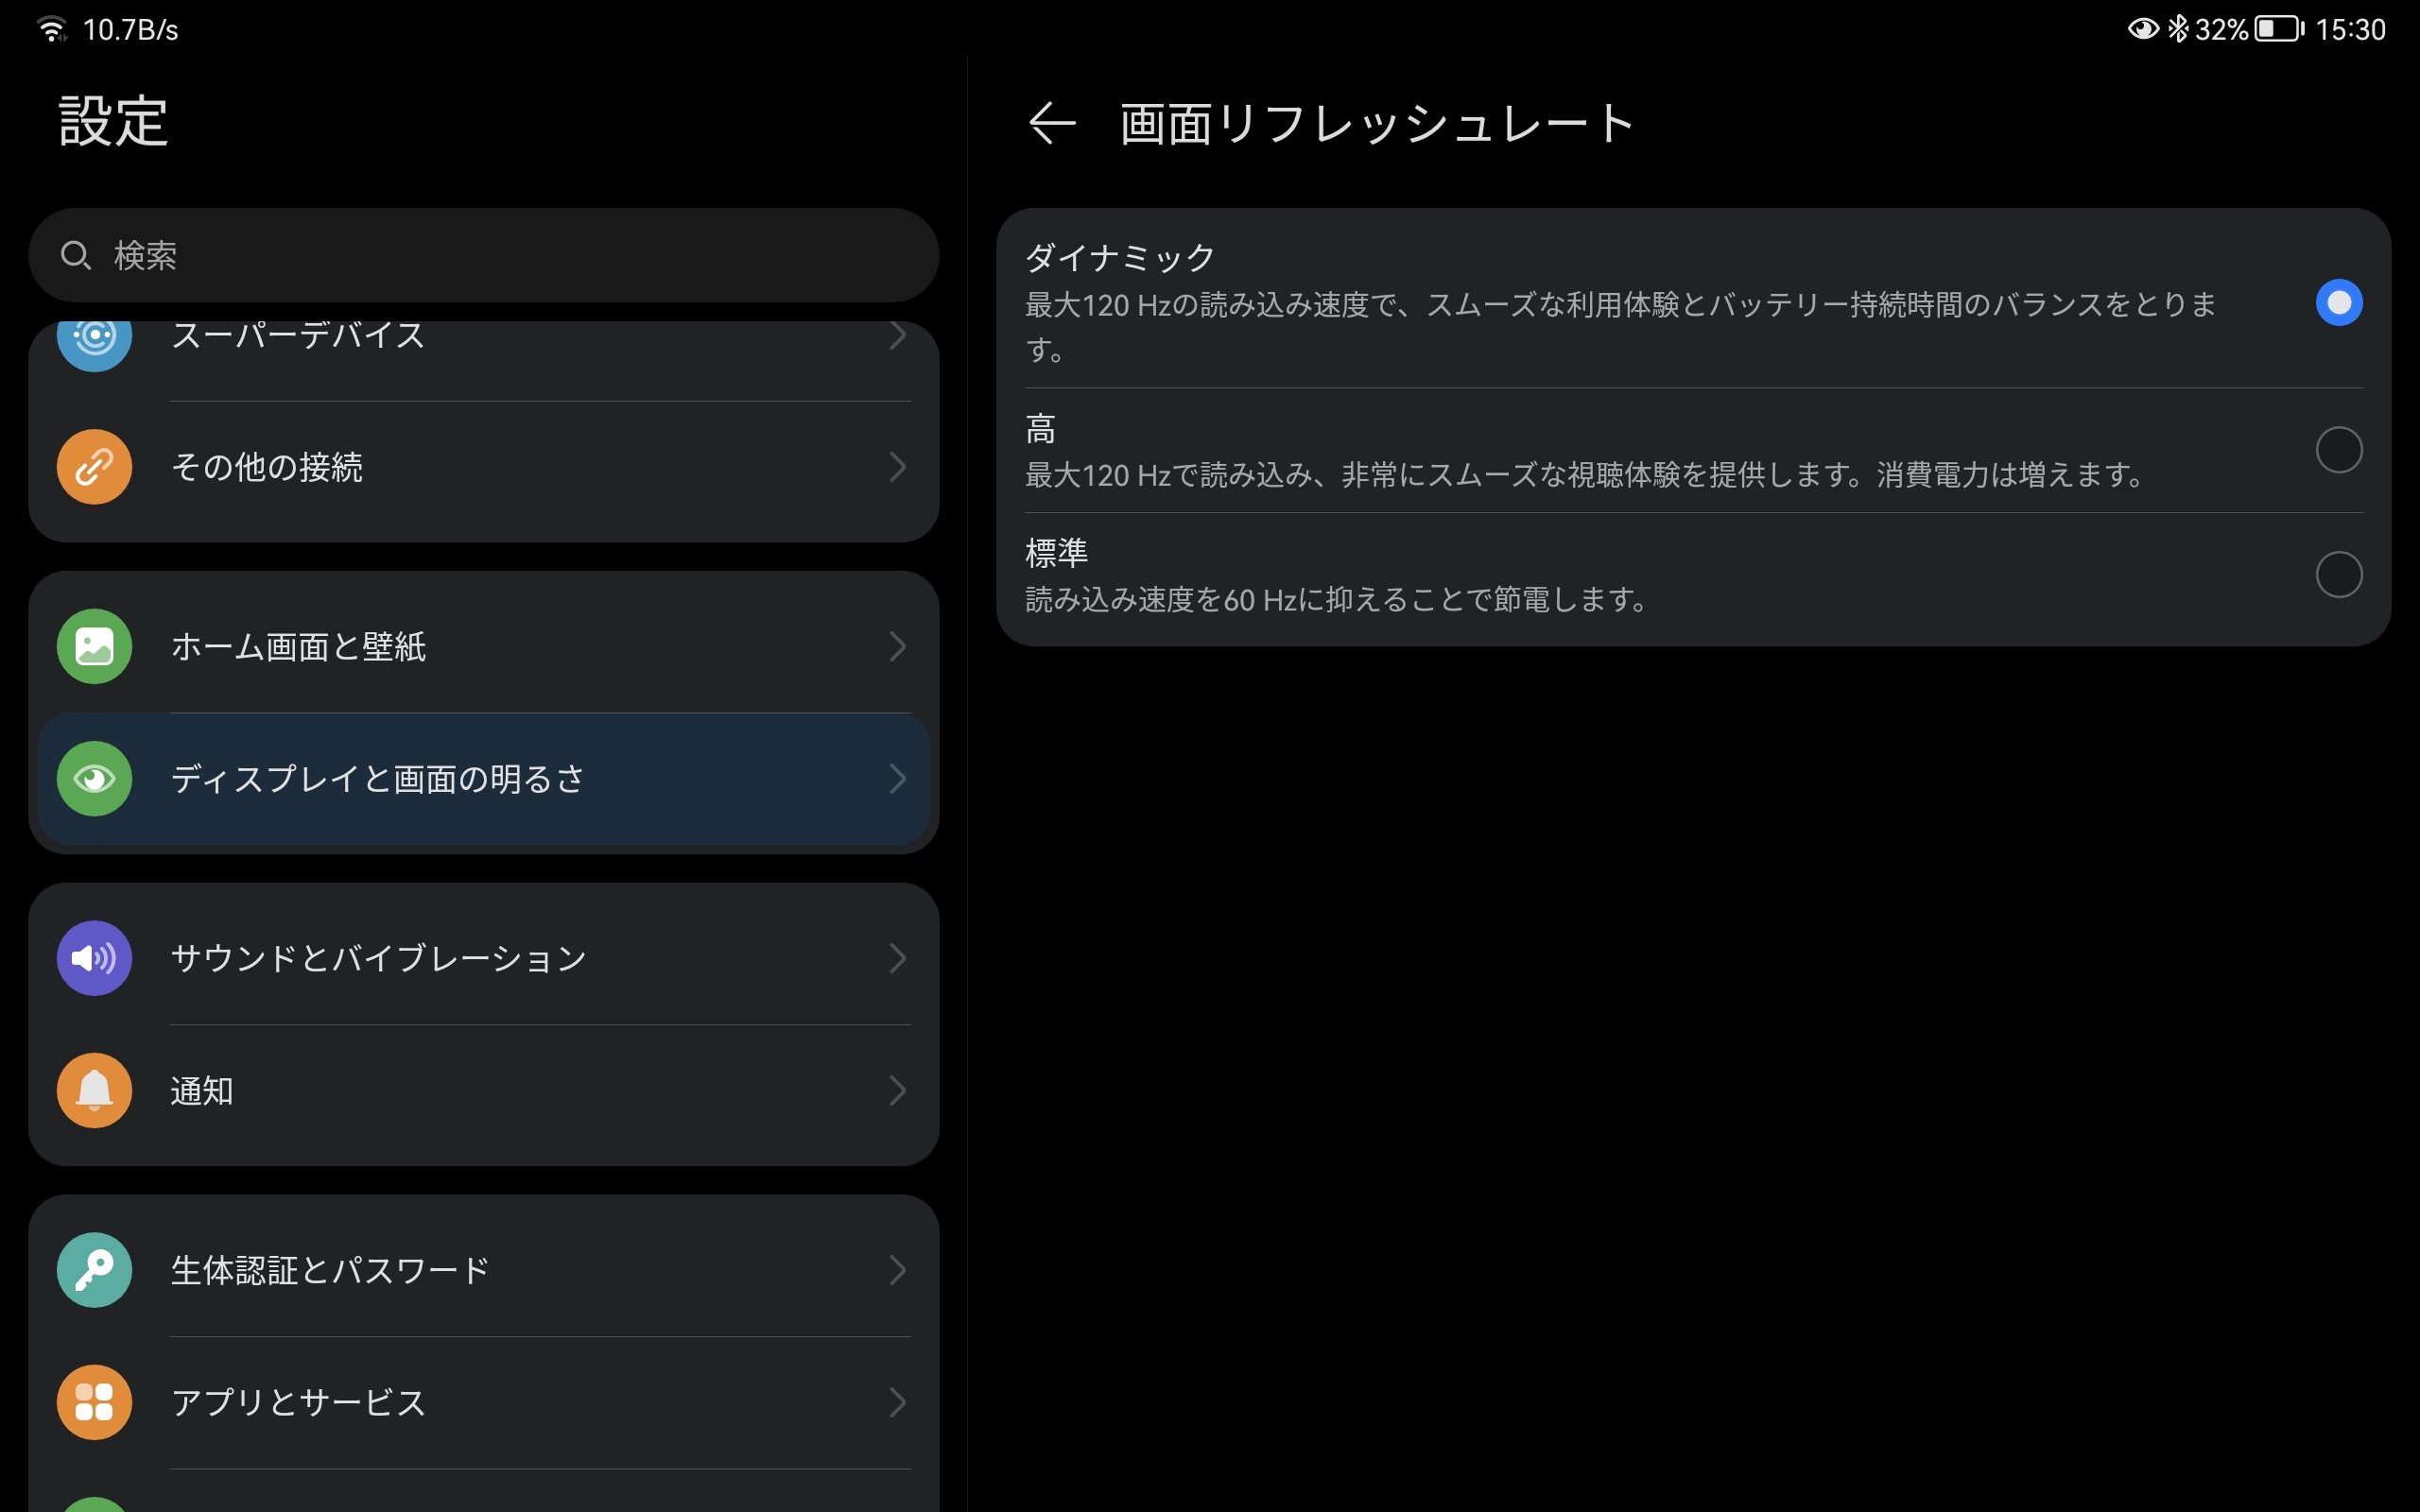 10.7B/s
32% 15:30
設定
検索
スーパーデバイス
その他の接続
ホーム画面と壁紙
ディスプレイと画面の明るさ
サウンドとバイブレーション
通知
生体認証とパスワード
アプリとサービス
画面リフレッシュレート
ダイナミック
最大120 Hzの読み込み速度で、スムーズな利用体験とバッテリー持続時間のバランスをとりま
す。
高
最大120 Hzで読み込み、非常にスムーズな視聴体験を提供します。消費電力は増えます。
標準
読み込み速度を60 Hzに抑えることで節電します。